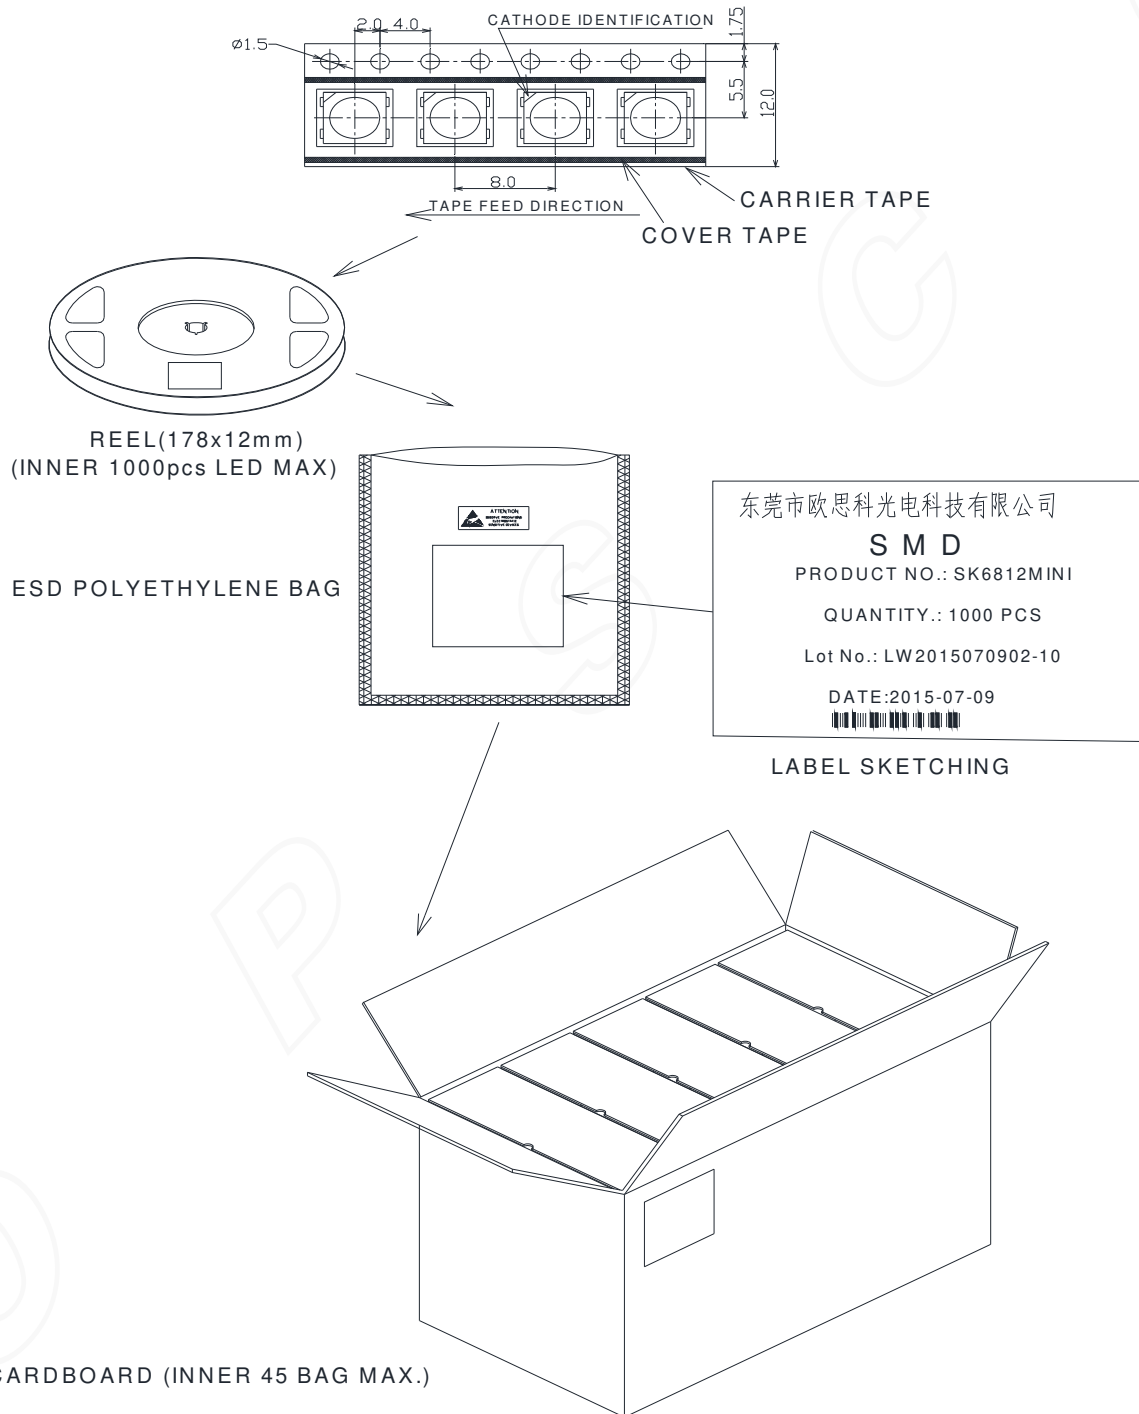 2.0 4.0
CATHODE IDENTIFICATION
1.75
Ø1.5
5.5
12.0
8.0
CARRIER TAPE
TAPE FEED DIRECTION
COVER TAPE
REEL(178x12mm)
(INNER 1000pcs LED MAX)
ATTENTION
东莞市欧思科光电科技有限公司
SMD
PRODUCT NO.: SK6812MINI
ESD POLYETHYLENE BAG
QUANTITY.: 1000 PCS
Lot No.: LW2015070902-10
DATE:2015-07-09
LABEL SKETCHING
CARDBOARD (INNER 45 BAG MAX.)
O P S C